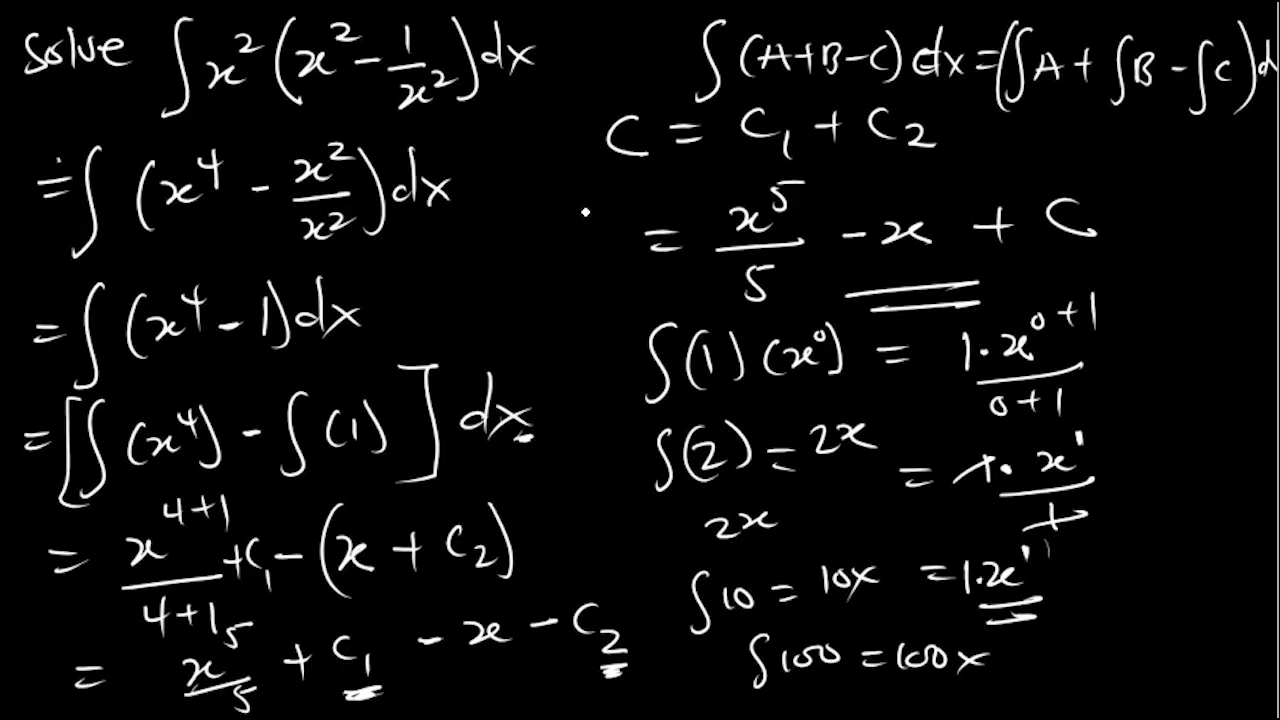 solve ∫x²(x² - 1/x²)dx
= ∫(x⁴ - x²/x²)dx
= ∫(x⁴ - 1)dx
= [∫(x⁴) - ∫(1)]dx
= x⁴⁺¹/4+1 + C₁ - (x + C₂)
= x⁵/5 + C₁ - x - C₂
∫(A+B-C)dx = (∫A + ∫B - ∫C)d
C = C₁ + C₂
= x⁵/5 - x + C
∫(1)(x⁰) = 1·x⁰⁺¹/0+1
∫(2) = 2x
= 1·x¹/1
2x
∫10 = 10x
= 1·x¹
∫100 = 100x